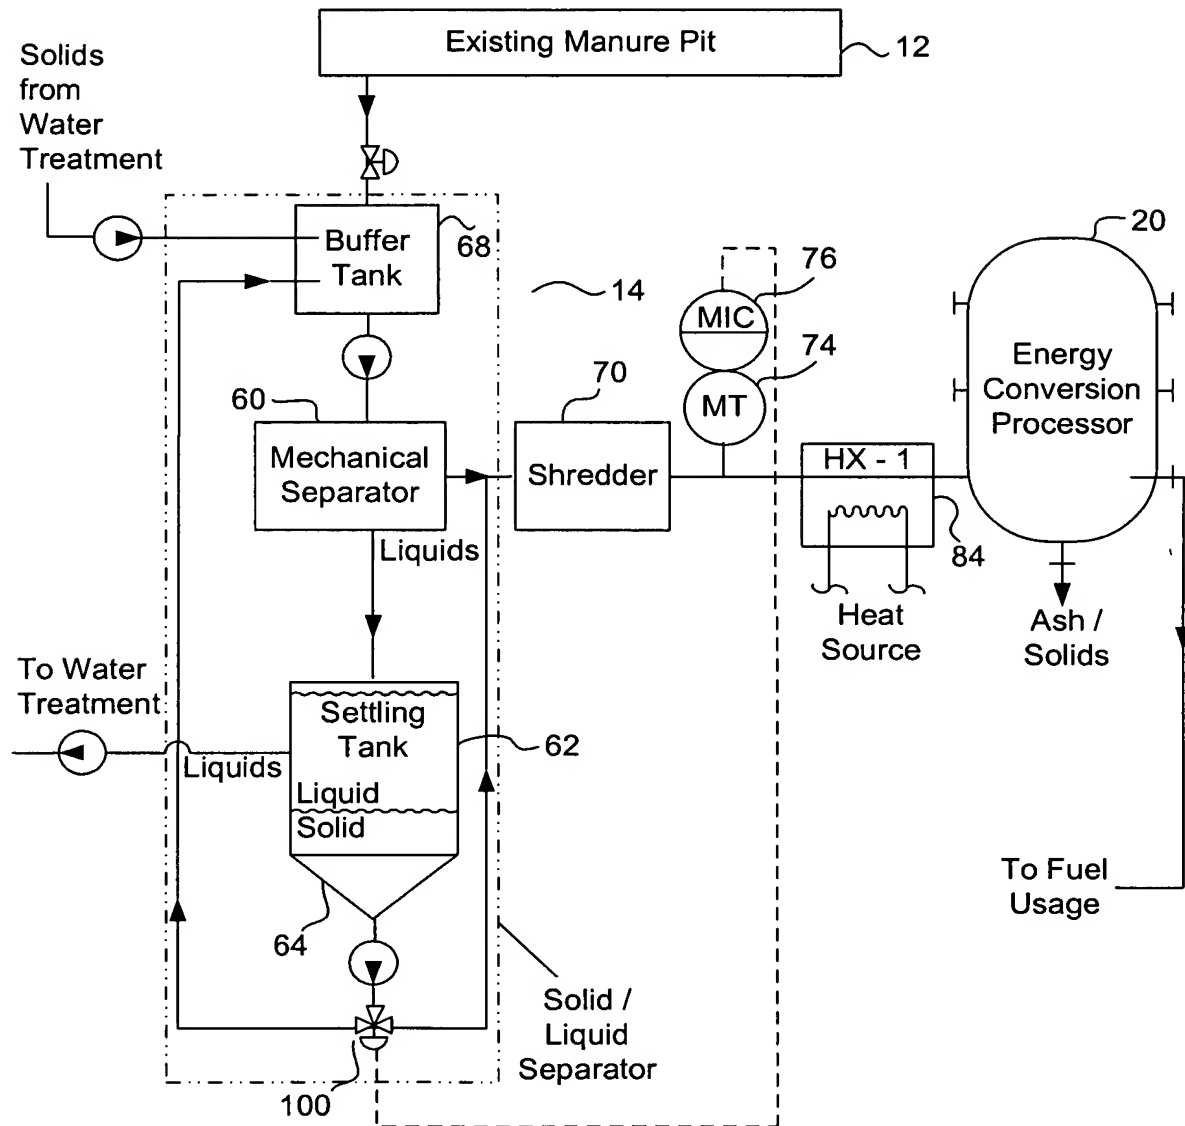 Existing Manure Pit
12
Solids
from
Water
Treatment
Buffer
Tank
68
14
76
MIC
74
MT
20
Energy
Conversion
Processor
60
Mechanical
Separator
70
Shredder
HX - 1
84
Liquids
Heat
Source
Ash /
Solids
To Water
Treatment
Liquids
Settling
Tank
62
Liquid
Solid
64
To Fuel
Usage
Solid /
Liquid
Separator
100